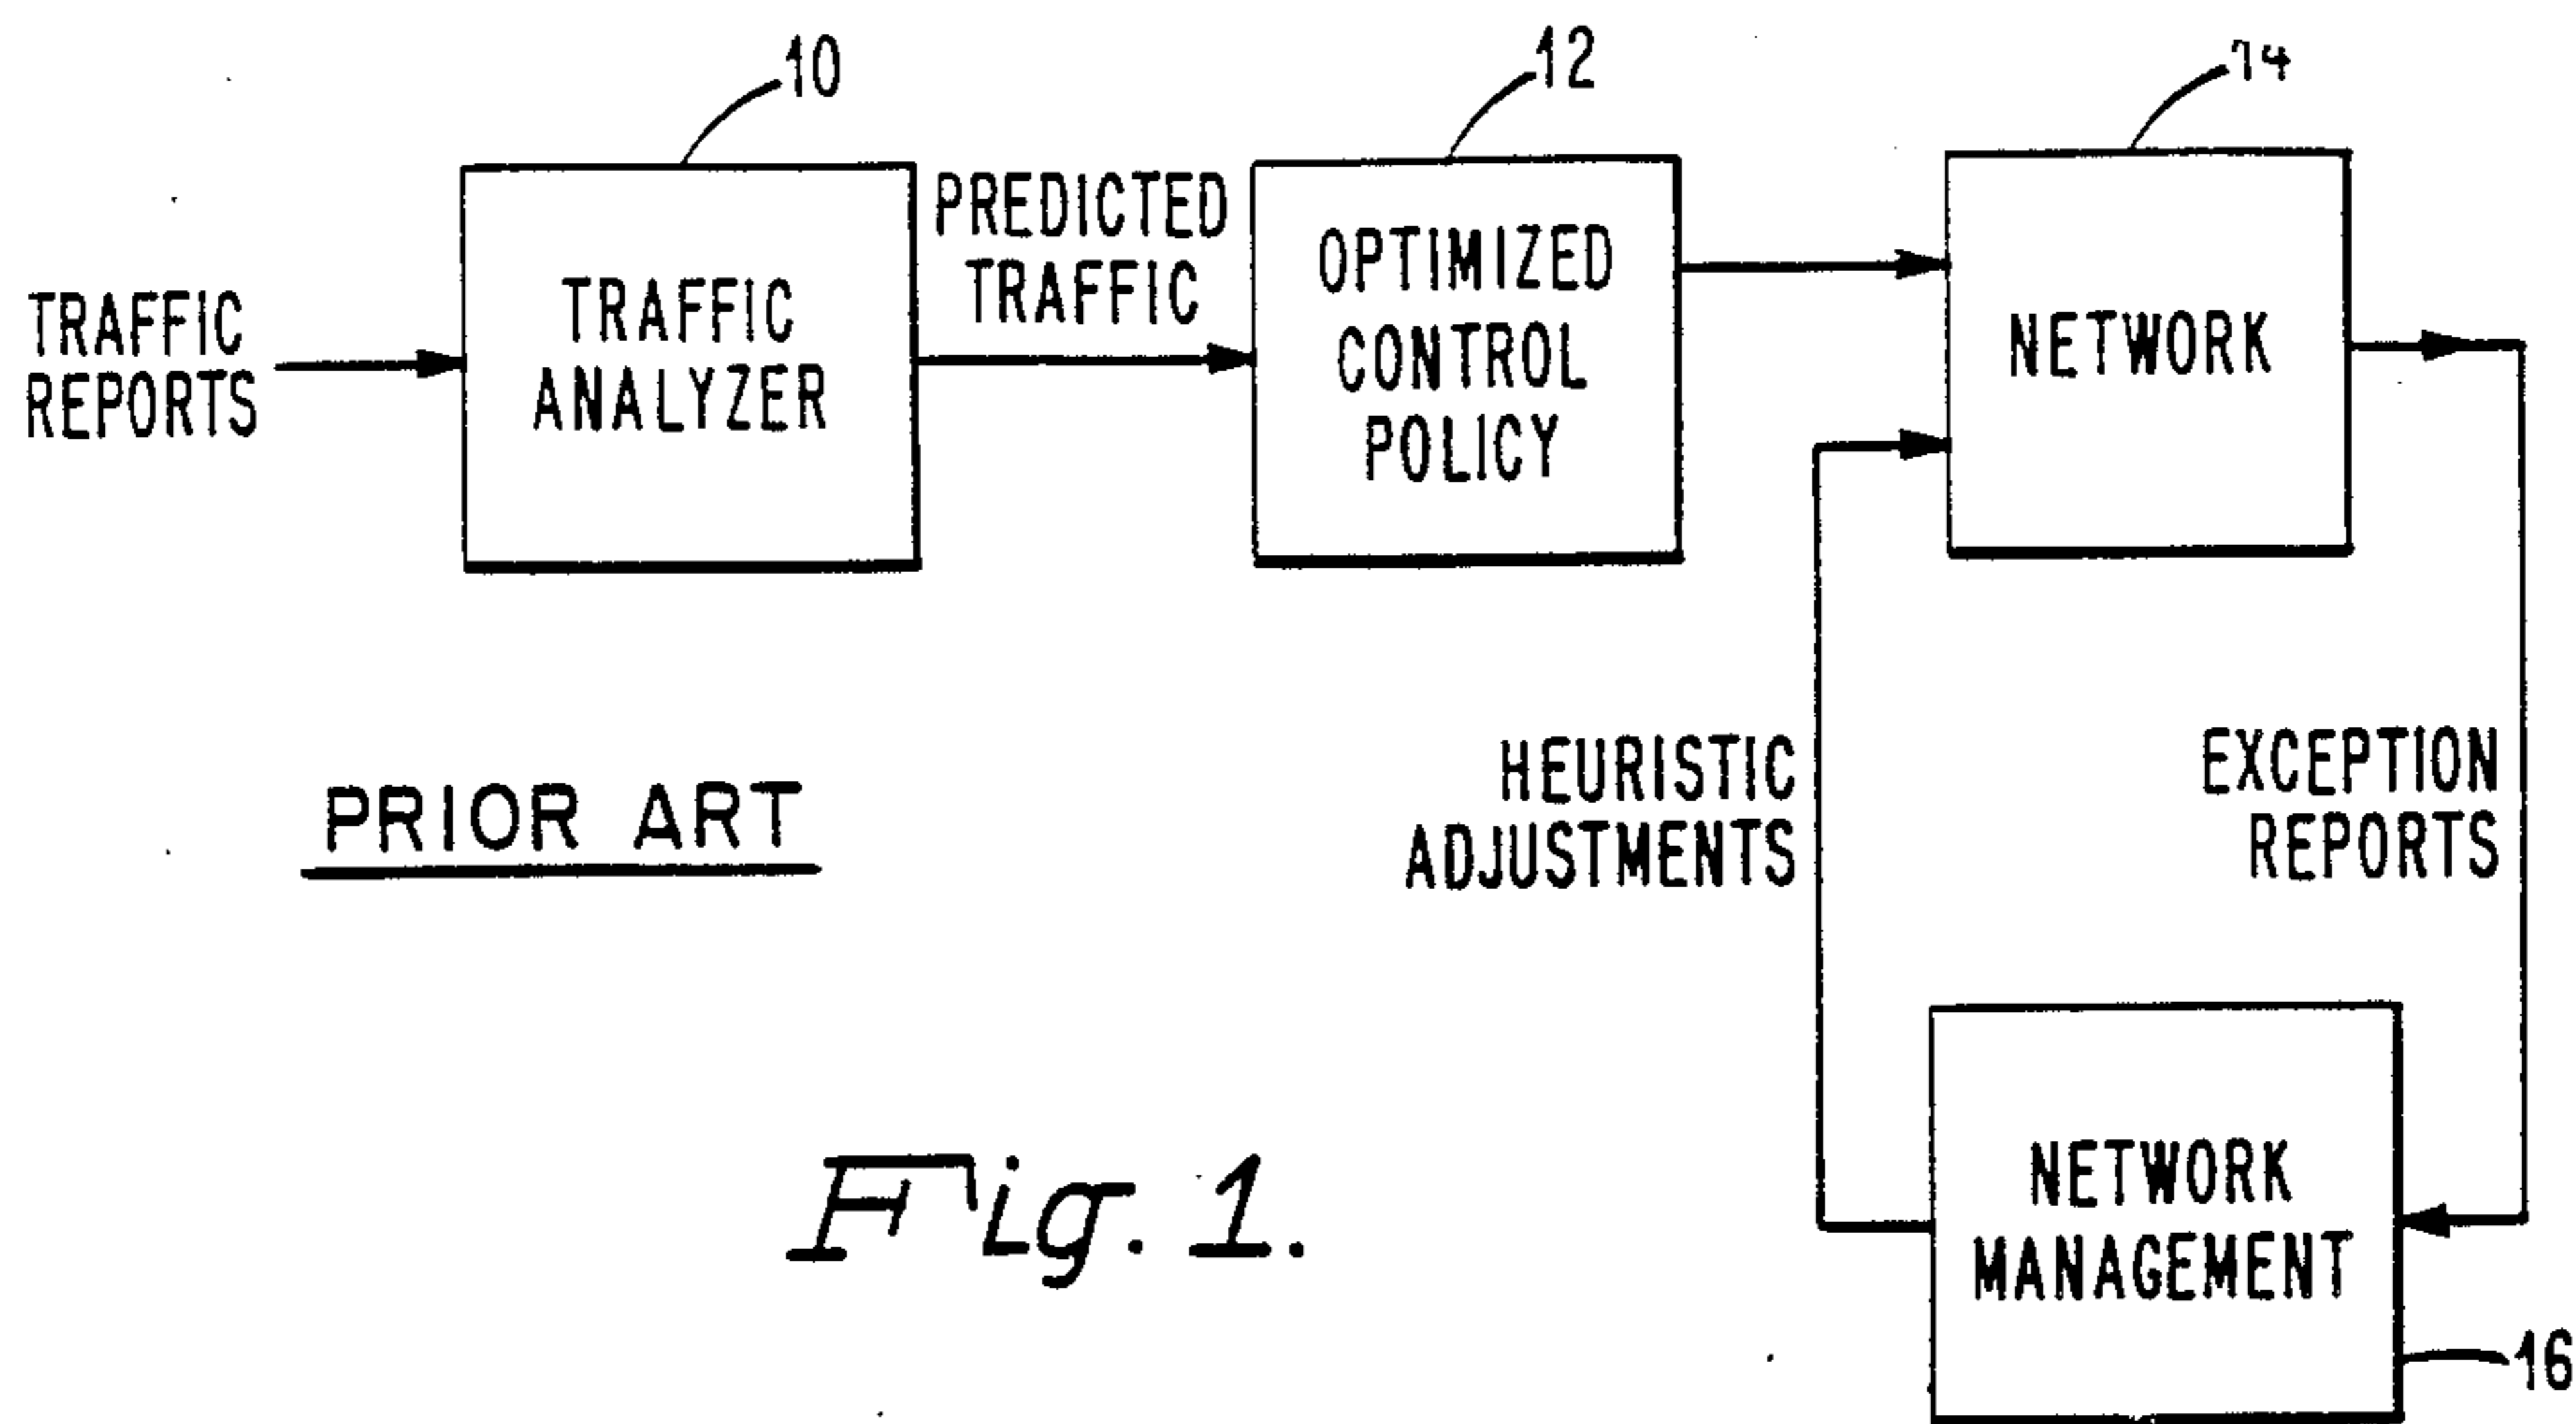 10
12
14
TRAFFIC
REPORTS
TRAFFIC
ANALYZER
PREDICTED
TRAFFIC
OPTIMIZED
CONTROL
POLICY
NETWORK
HEURISTIC
ADJUSTMENTS
EXCEPTION
REPORTS
PRIOR ART
NETWORK
MANAGEMENT
16
Fig. 1.